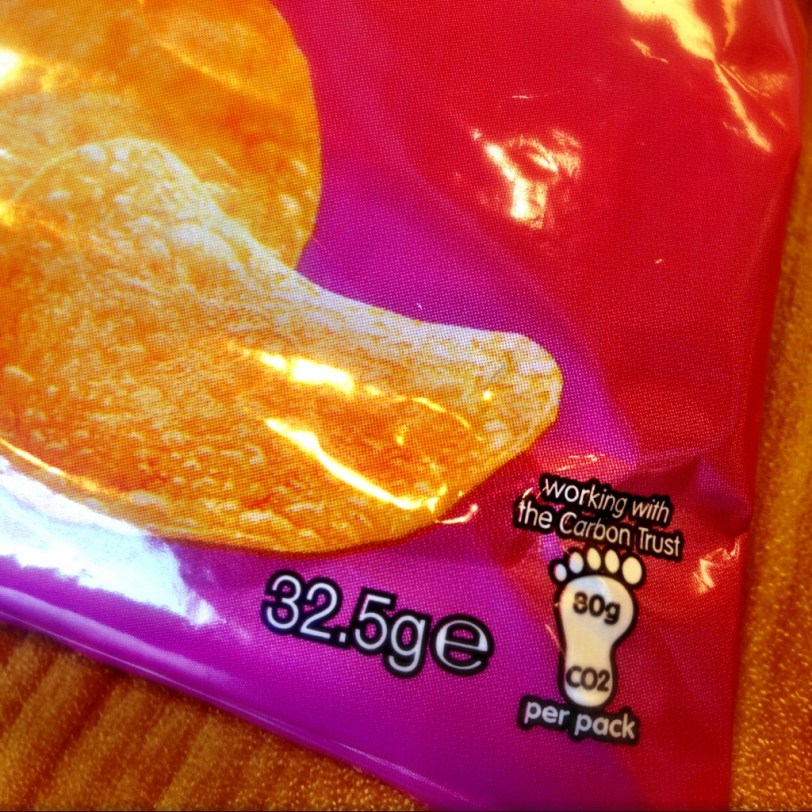 working with
the Carbon Trust
80g
CO2
per pack
32.5g℮